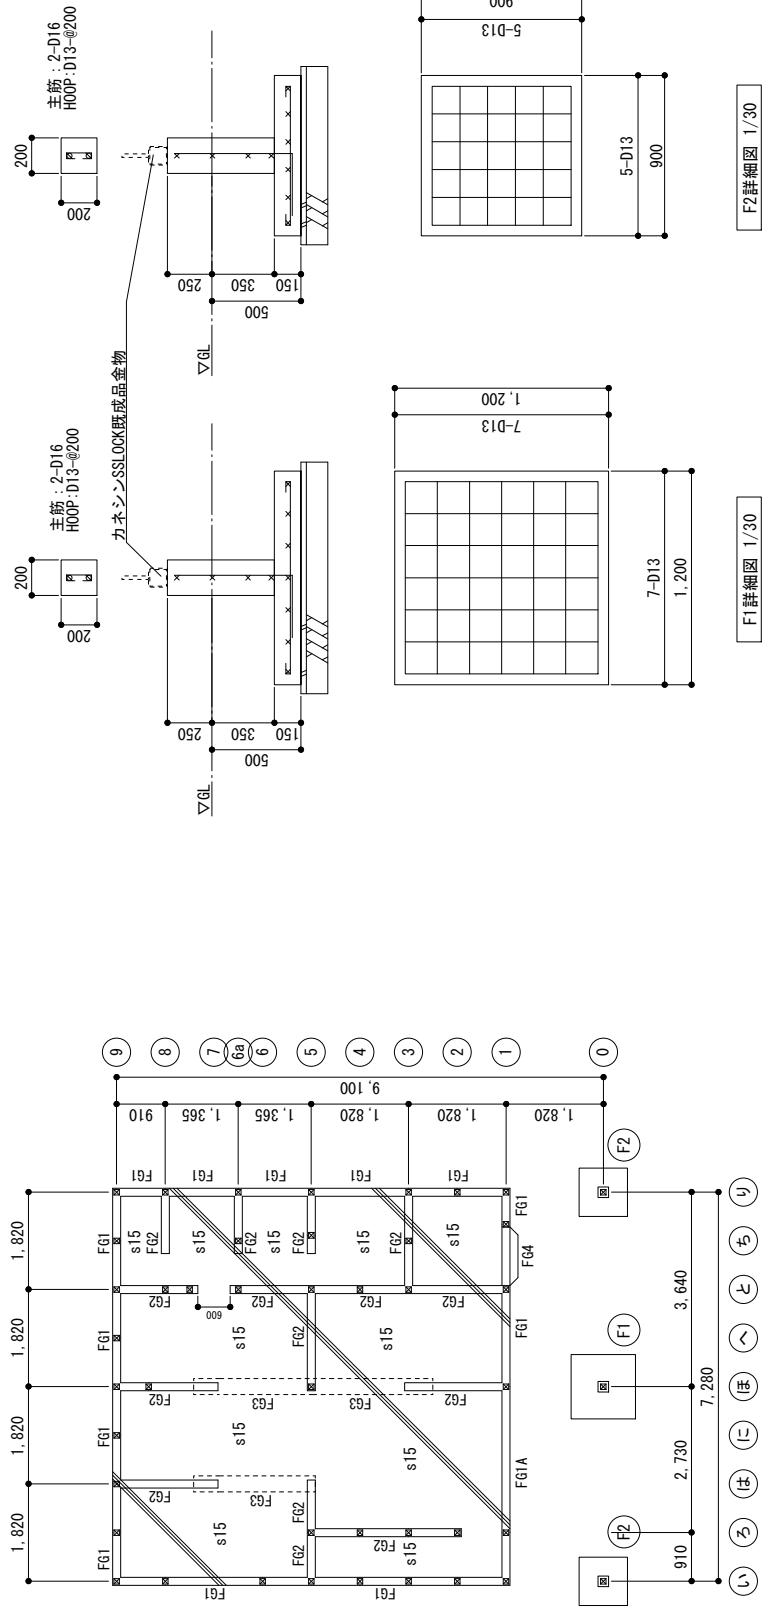 200
主筋：2-D16
HOOP:D13-@200
200
カネシンSSLOCK既成品金物
250
350
150
500
▽GL
200
主筋：2-D16
HOOP:D13-@200
200
250
350
150
500
▽GL
900
5-D13
5-D13
900
F2詳細図 1/30
1,200
7-D13
7-D13
1,200
F1詳細図 1/30
9
8
7
6a
6
5
4
3
2
1
0
9,100
910
1,365
1,365
1,820
1,820
1,820
1,820
1,820
1,820
1,820
FG1
FG1
FG1
FG1
FG1
FG1
FG1
FG1
FG1
s15
s15
s15
s15
FG2
FG2
FG2
FG2
FG2
FG2
FG2
FG1
FG4
600
s15
s15
FG2
FG2
FG3
FG3
FG2
FG1
s15
s15
FG2
FG3
FG1A
s15
FG2
FG2
FG2
s15
FG1
FG1
F2
F1
F2
3,640
2,730
910
7,280
い
ろ
は
に
ほ
へ
と
ち
り